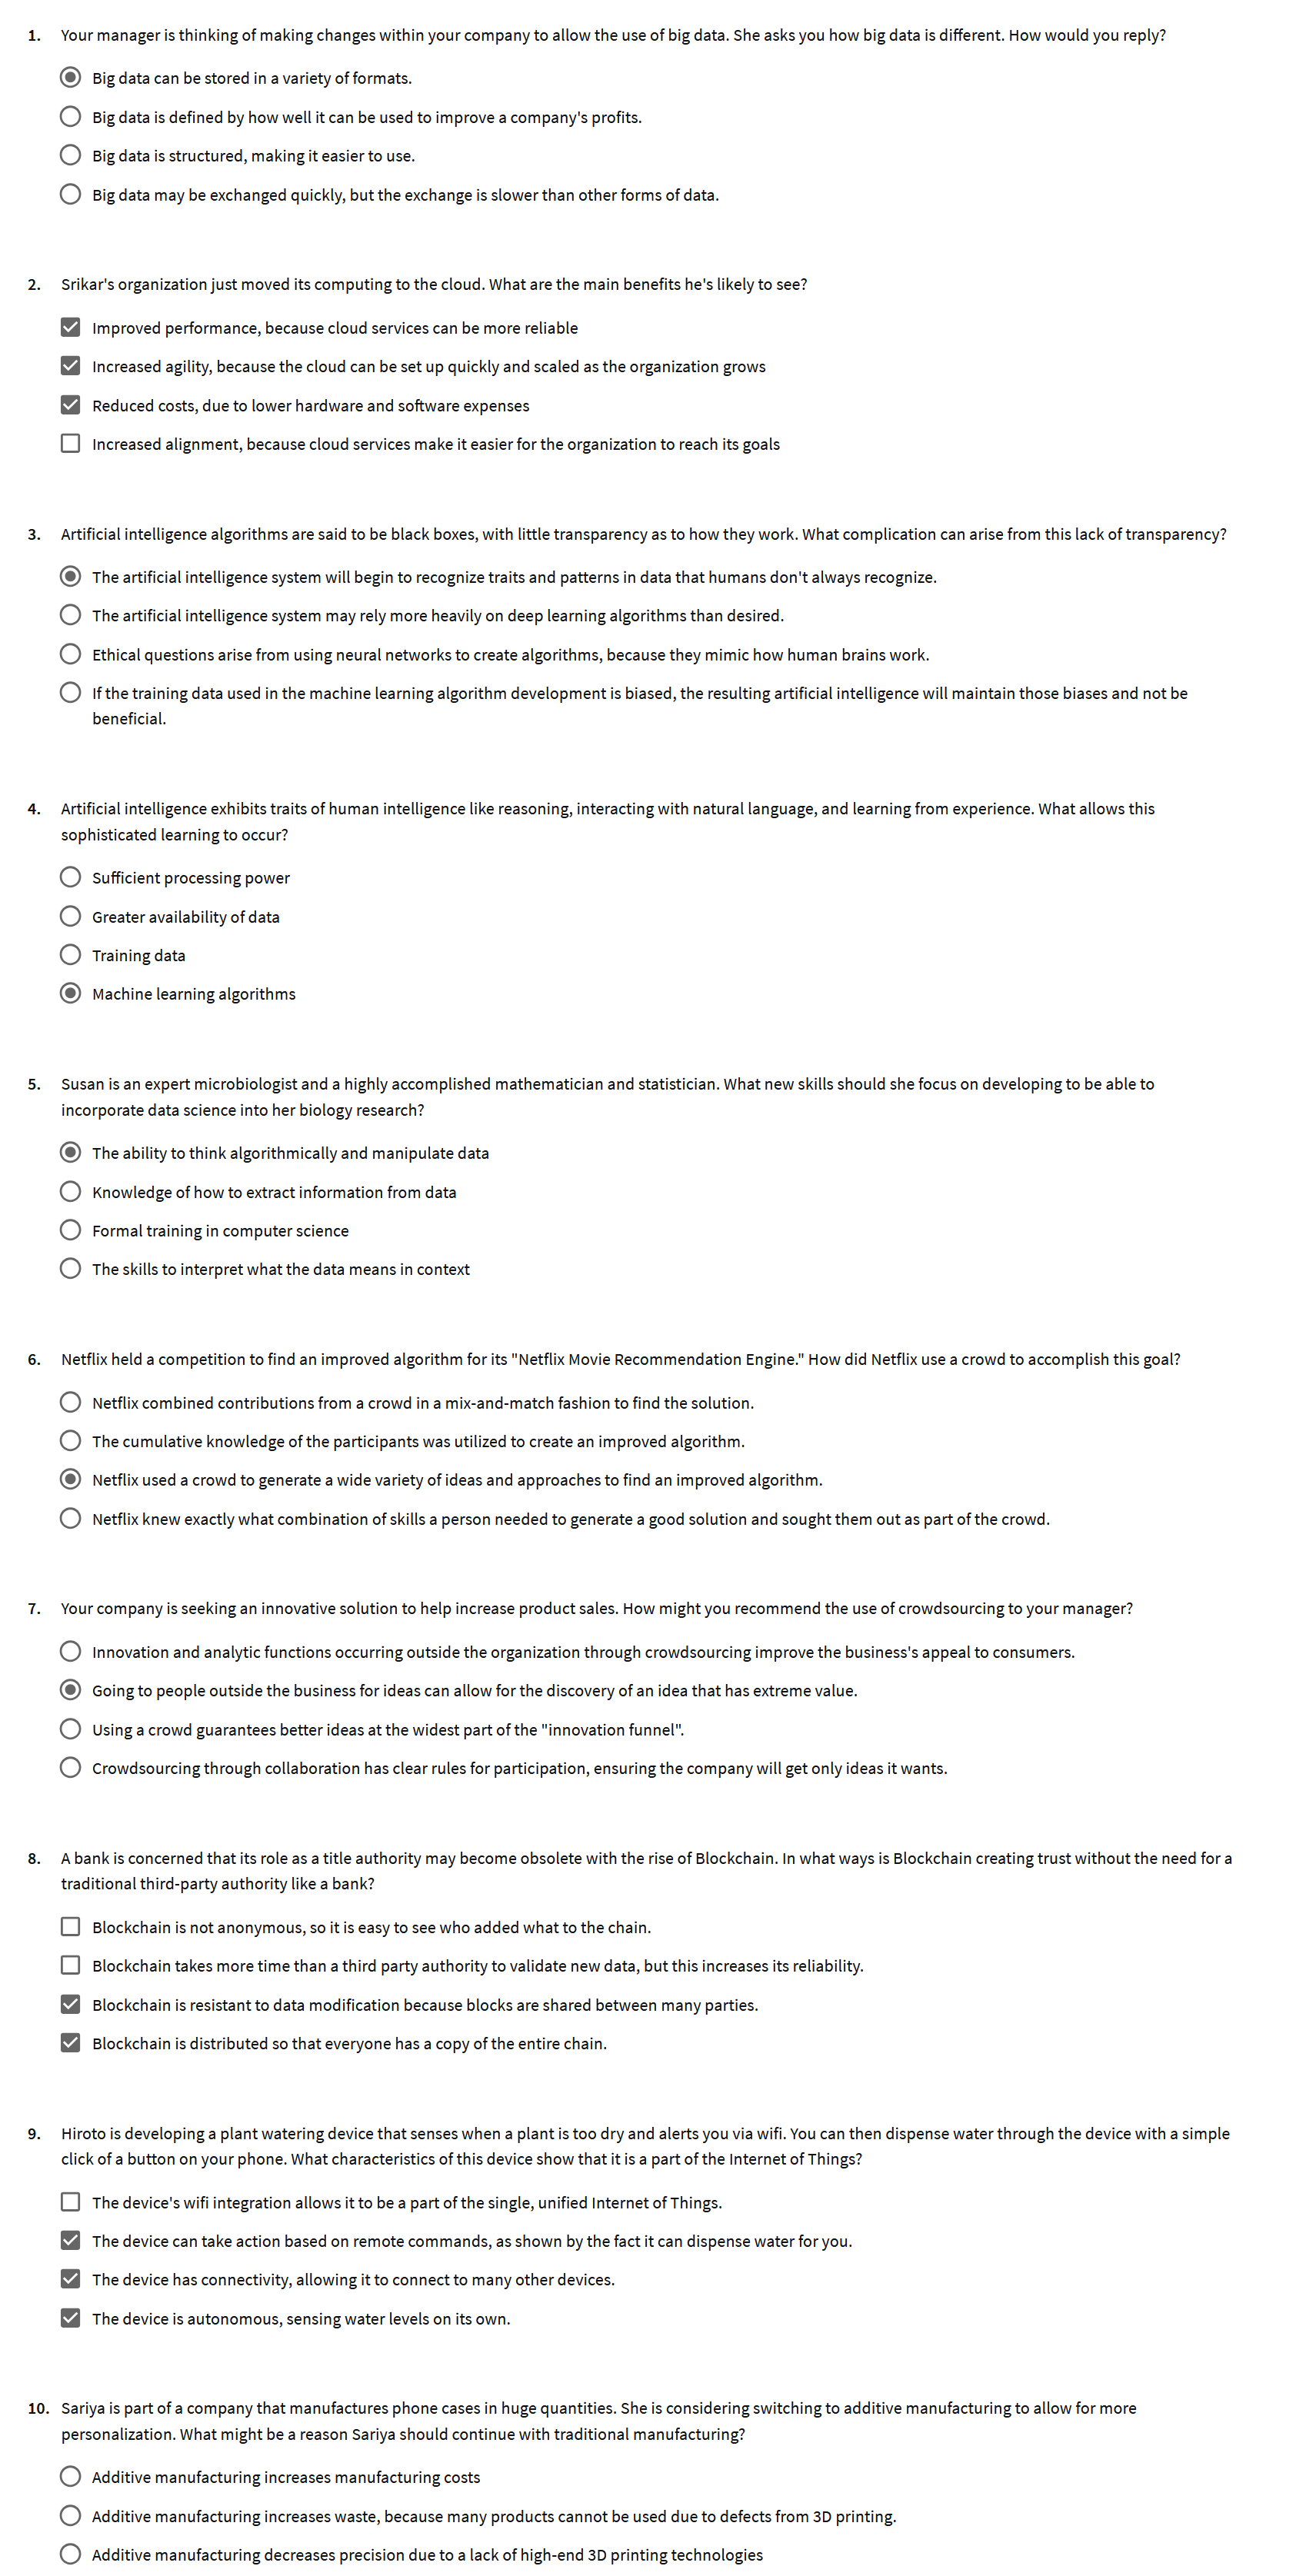 1. Your manager is thinking of making changes within your company to allow the use of big data. She asks you how big data is different. How would you reply?
Big data can be stored in a variety of formats.
Big data is defined by how well it can be used to improve a company's profits.
Big data is structured, making it easier to use.
Big data may be exchanged quickly, but the exchange is slower than other forms of data.
2. Srikar's organization just moved its computing to the cloud. What are the main benefits he's likely to see?
Improved performance, because cloud services can be more reliable
Increased agility, because the cloud can be set up quickly and scaled as the organization grows
Reduced costs, due to lower hardware and software expenses
Increased alignment, because cloud services make it easier for the organization to reach its goals
3. Artificial intelligence algorithms are said to be black boxes, with little transparency as to how they work. What complication can arise from this lack of transparency?
The artificial intelligence system will begin to recognize traits and patterns in data that humans don't always recognize.
The artificial intelligence system may rely more heavily on deep learning algorithms than desired.
Ethical questions arise from using neural networks to create algorithms, because they mimic how human brains work.
If the training data used in the machine learning algorithm development is biased, the resulting artificial intelligence will maintain those biases and not be
beneficial.
4. Artificial intelligence exhibits traits of human intelligence like reasoning, interacting with natural language, and learning from experience. What allows this
sophisticated learning to occur?
Sufficient processing power
Greater availability of data
Training data
Machine learning algorithms
5. Susan is an expert microbiologist and a highly accomplished mathematician and statistician. What new skills should she focus on developing to be able to
incorporate data science into her biology research?
The ability to think algorithmically and manipulate data
Knowledge of how to extract information from data
Formal training in computer science
The skills to interpret what the data means in context
6. Netflix held a competition to find an improved algorithm for its "Netflix Movie Recommendation Engine." How did Netflix use a crowd to accomplish this goal?
Netflix combined contributions from a crowd in a mix-and-match fashion to find the solution.
The cumulative knowledge of the participants was utilized to create an improved algorithm.
Netflix used a crowd to generate a wide variety of ideas and approaches to find an improved algorithm.
Netflix knew exactly what combination of skills a person needed to generate a good solution and sought them out as part of the crowd.
7. Your company is seeking an innovative solution to help increase product sales. How might you recommend the use of crowdsourcing to your manager?
Innovation and analytic functions occurring outside the organization through crowdsourcing improve the business's appeal to consumers.
Going to people outside the business for ideas can allow for the discovery of an idea that has extreme value.
Using a crowd guarantees better ideas at the widest part of the "innovation funnel".
Crowdsourcing through collaboration has clear rules for participation, ensuring the company will get only ideas it wants.
8. A bank is concerned that its role as a title authority may become obsolete with the rise of Blockchain. In what ways is Blockchain creating trust without the need for a
traditional third-party authority like a bank?
Blockchain is not anonymous, so it is easy to see who added what to the chain.
Blockchain takes more time than a third party authority to validate new data, but this increases its reliability.
Blockchain is resistant to data modification because blocks are shared between many parties.
Blockchain is distributed so that everyone has a copy of the entire chain.
9. Hiroto is developing a plant watering device that senses when a plant is too dry and alerts you via wifi. You can then dispense water through the device with a simple
click of a button on your phone. What characteristics of this device show that it is a part of the Internet of Things?
The device's wifi integration allows it to be a part of the single, unified Internet of Things.
The device can take action based on remote commands, as shown by the fact it can dispense water for you.
The device has connectivity, allowing it to connect to many other devices.
The device is autonomous, sensing water levels on its own.
10. Sariya is part of a company that manufactures phone cases in huge quantities. She is considering switching to additive manufacturing to allow for more
personalization. What might be a reason Sariya should continue with traditional manufacturing?
Additive manufacturing increases manufacturing costs
Additive manufacturing increases waste, because many products cannot be used due to defects from 3D printing.
Additive manufacturing decreases precision due to a lack of high-end 3D printing technologies